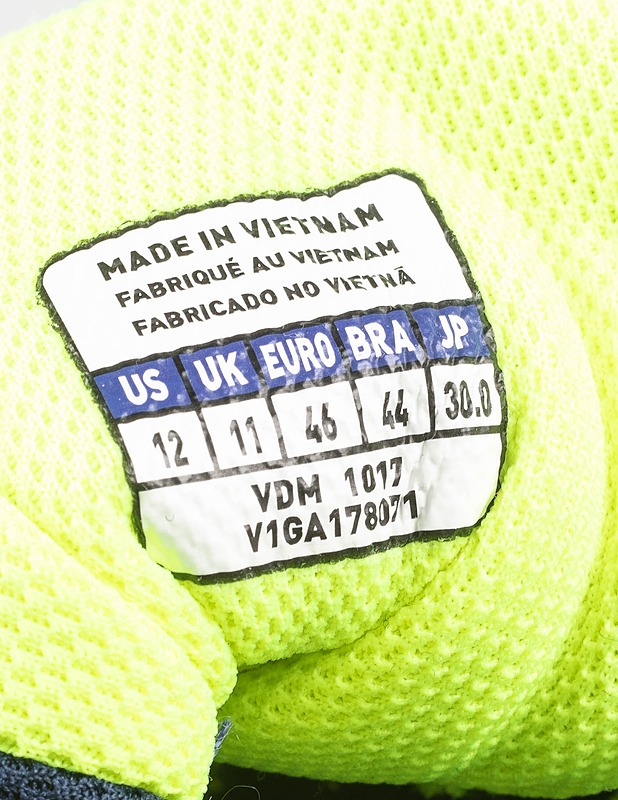 MADE IN VIETNAM
FABRIQUÉ AU VIETNAM
FABRICADO NO VIETNÃ
US UK EURO BRA JP
12 11 46 44 30.0
VDM 1017
V1GA178071